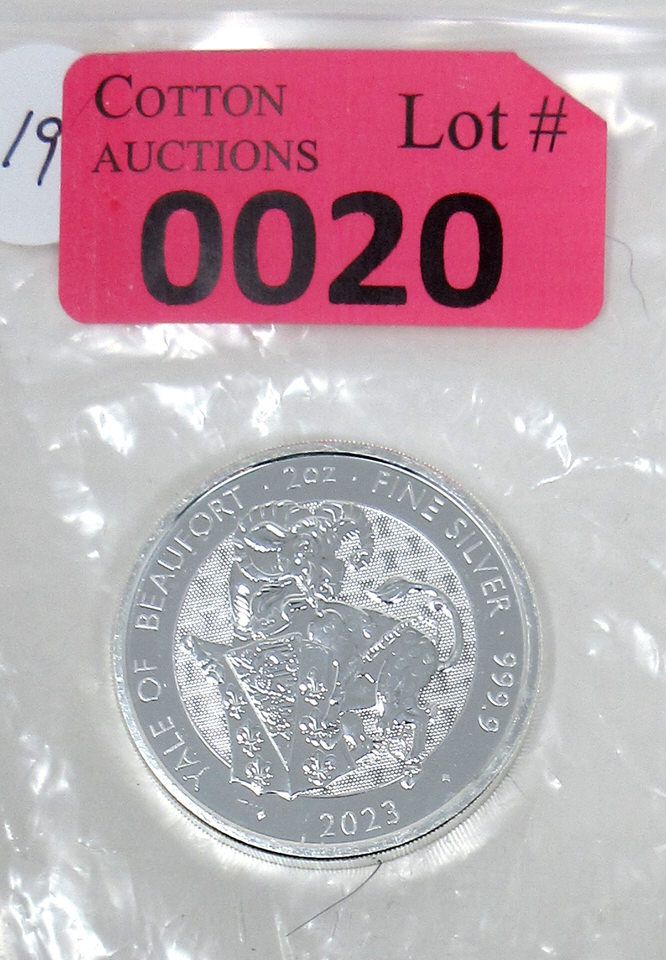 19
COTTON
AUCTIONS
Lot #
0020
YALE OF BEAUFORT · 2oz · FINE SILVER · 999.9
2023